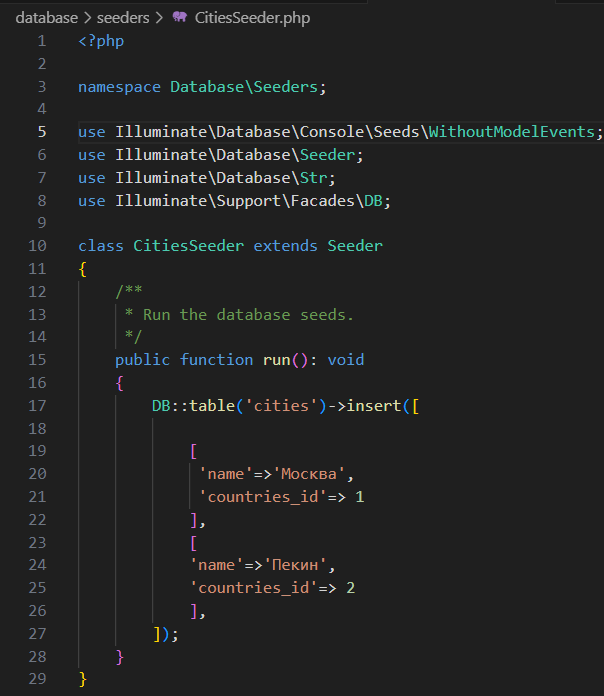 database > seeders > CitiesSeeder.php
1 <?php
2
3 namespace Database\Seeders;
4
5 use Illuminate\Database\Console\Seeds\WithoutModelEvents;
6 use Illuminate\Database\Seeder;
7 use Illuminate\Database\Str;
8 use Illuminate\Support\Facades\DB;
9
10 class CitiesSeeder extends Seeder
11 {
12     /**
13      * Run the database seeds.
14      */
15     public function run(): void
16     {
17         DB::table('cities')->insert([
18
19             [
20              'name'=>'Москва',
21              'countries_id'=> 1
22             ],
23             [
24             'name'=>'Пекин',
25             'countries_id'=> 2
26             ],
27         ]);
28     }
29 }